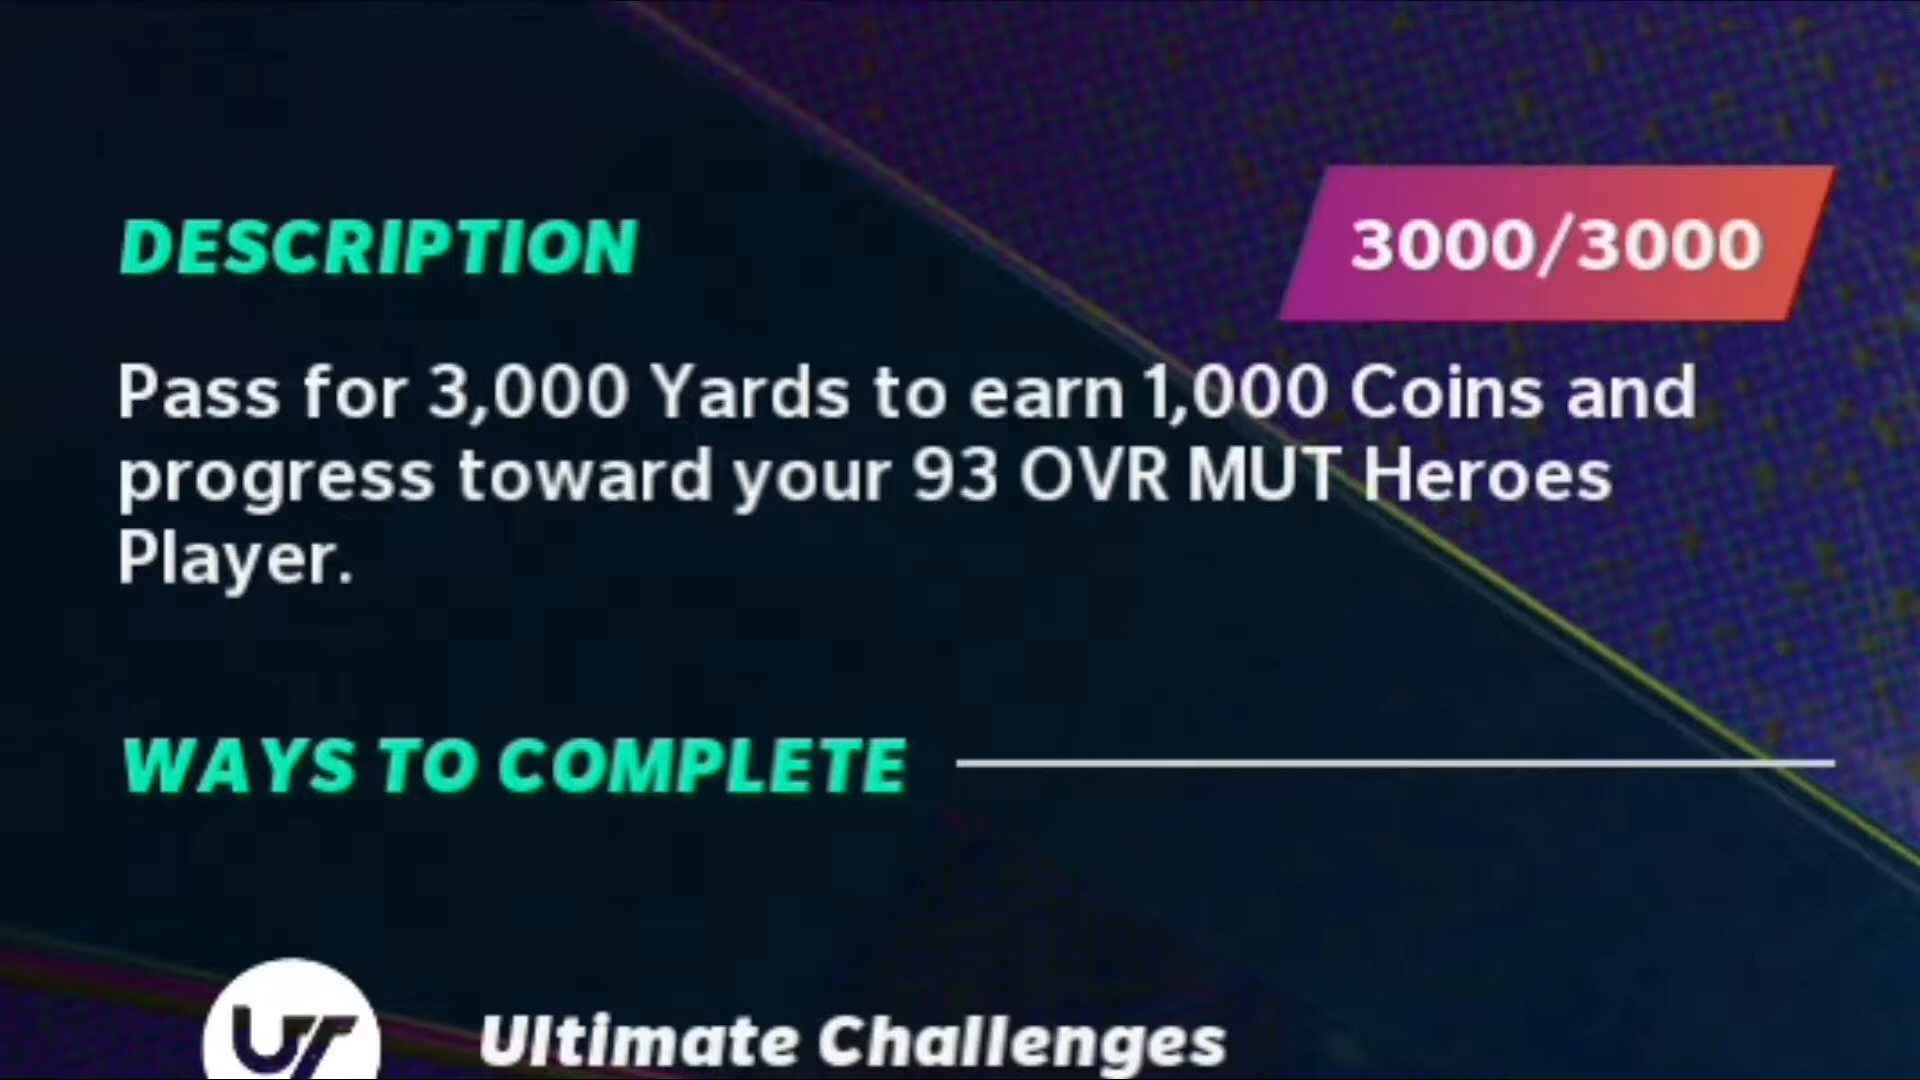 DESCRIPTION
3000/3000
Pass for 3,000 Yards to earn 1,000 Coins and
progress toward your 93 OVR MUT Heroes
Player.
WAYS TO COMPLETE
UT
Ultimate Challenges